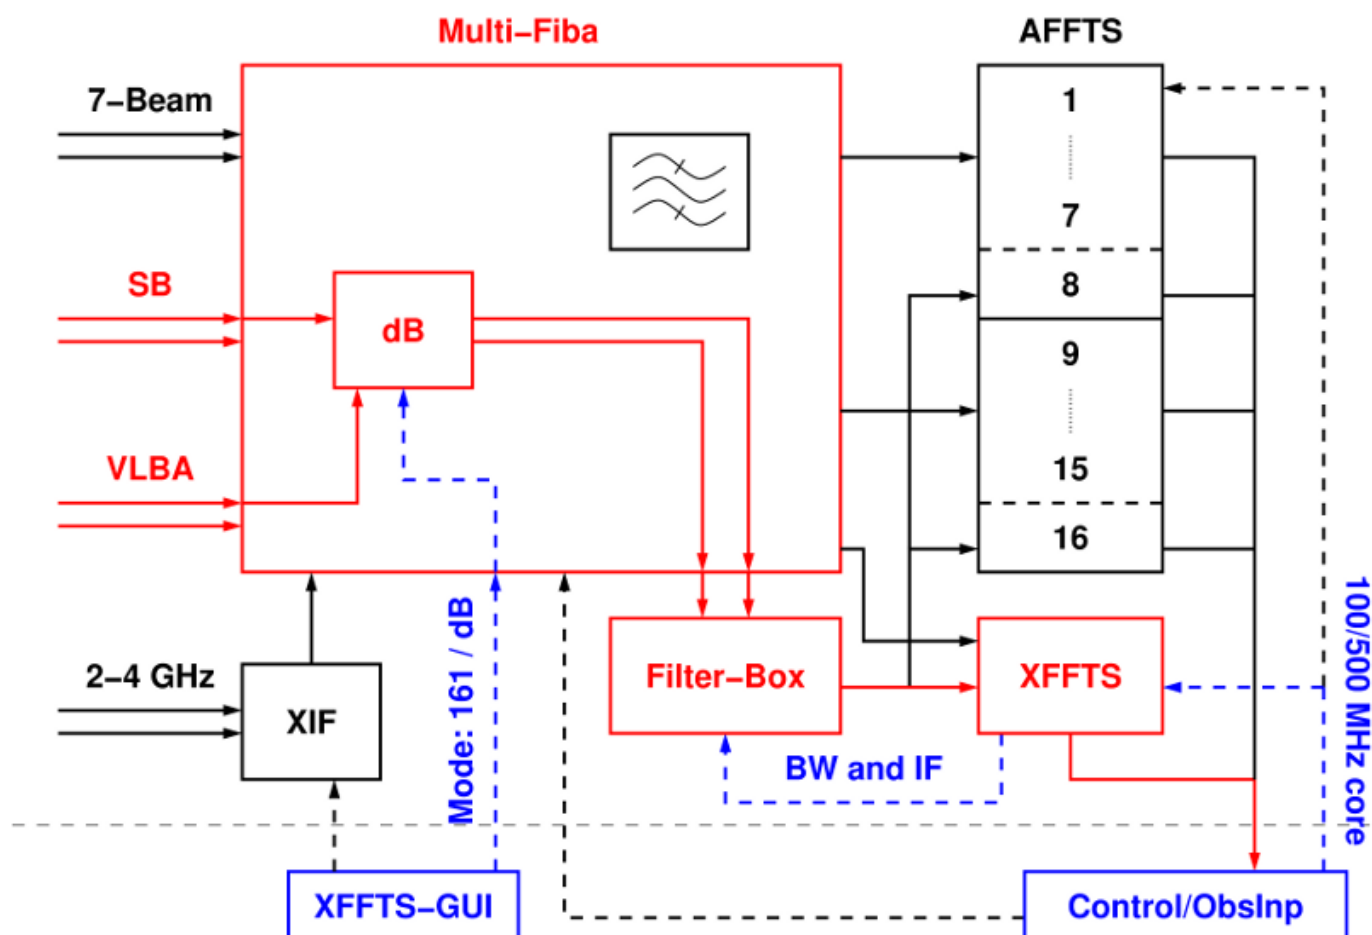 Multi–Fiba
AFFTS
7–Beam
1
7
SB
8
dB
9
VLBA
15
16
Mode: 161 / dB
100/500 MHz core
2–4 GHz
Filter–Box
XFFTS
XIF
BW and IF
XFFTS–GUI
Control/ObsInp